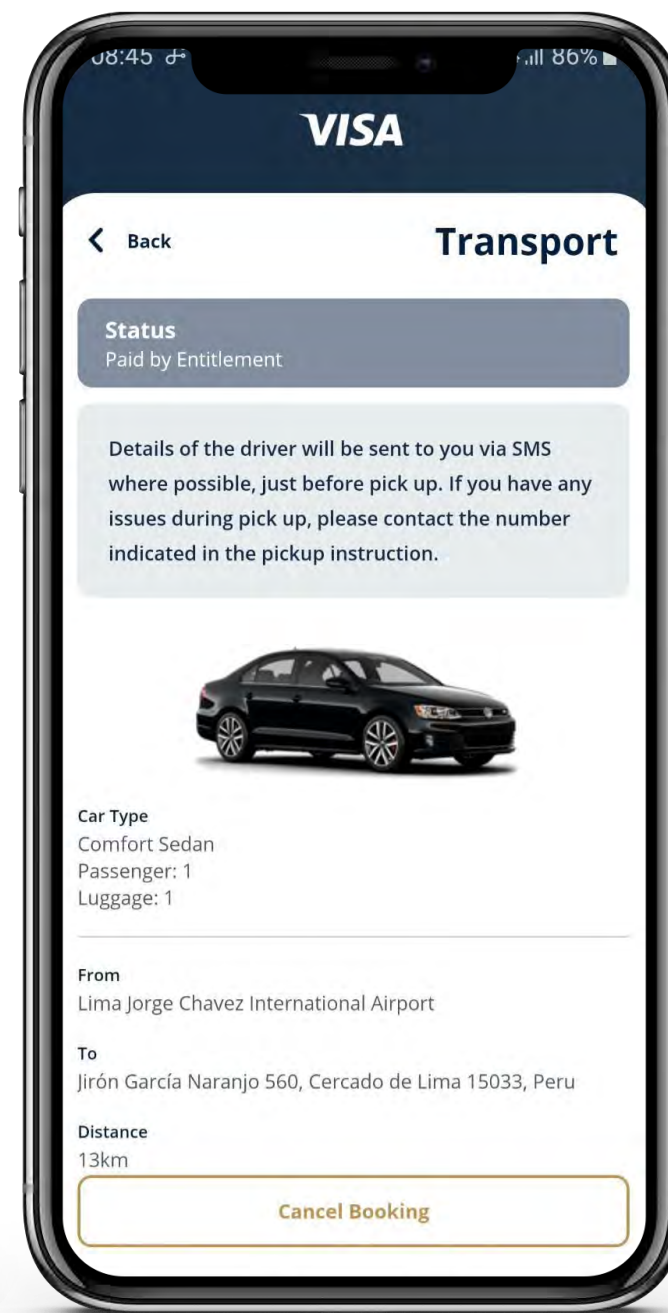 08:45
86%
VISA
Back
Transport
Status
Paid by Entitlement
Details of the driver will be sent to you via SMS
where possible, just before pick up. If you have any
issues during pick up, please contact the number
indicated in the pickup instruction.
Car Type
Comfort Sedan
Passenger: 1
Luggage: 1
From
Lima Jorge Chavez International Airport
To
Jirón García Naranjo 560, Cercado de Lima 15033, Peru
Distance
13km
Cancel Booking